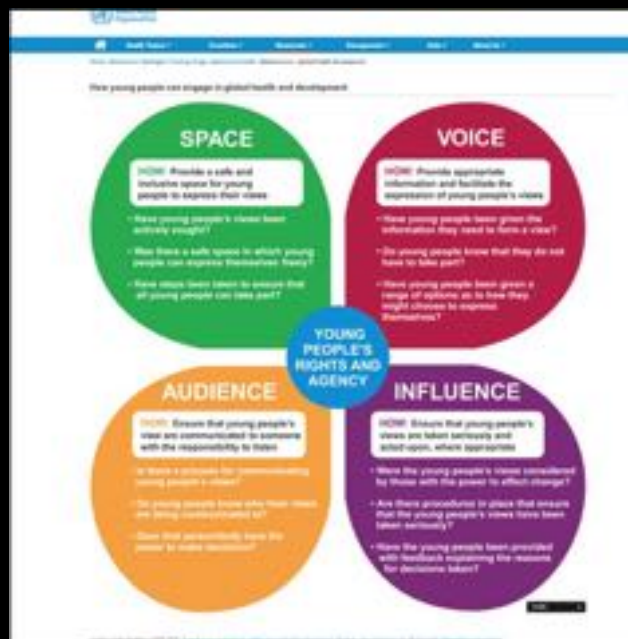 How young people can engage in global health and development
SPACE
HOW: Provide a safe and
inclusive space for young
people to express their views
• Have young people's views been
actively sought?
• Was there a safe space in which young
people can express themselves freely?
• Have steps been taken to ensure that
all young people can take part?
VOICE
HOW: Provide appropriate
information and facilitate the
expression of young people's views
• Have young people been given the
information they need to form a view?
• Do young people know that they do not
have to take part?
• Have young people been given a
range of options as to how they
might choose to express
themselves?
YOUNG
PEOPLE'S
RIGHTS AND
AGENCY
AUDIENCE
HOW: Ensure that young people's
view are communicated to someone
with the responsibility to listen
• Is there a process for communicating
young people's views?
• Do young people know who their views
are being communicated to?
• Does that person/body have the
power to make decisions?
INFLUENCE
HOW: Ensure that young people's
views are taken seriously and
acted upon, where appropriate
• Were the young people's views considered
by those with the power to effect change?
• Are there procedures in place that ensure
that the young people's views have been
taken seriously?
• Have the young people been provided
with feedback explaining the reasons
for decisions taken?